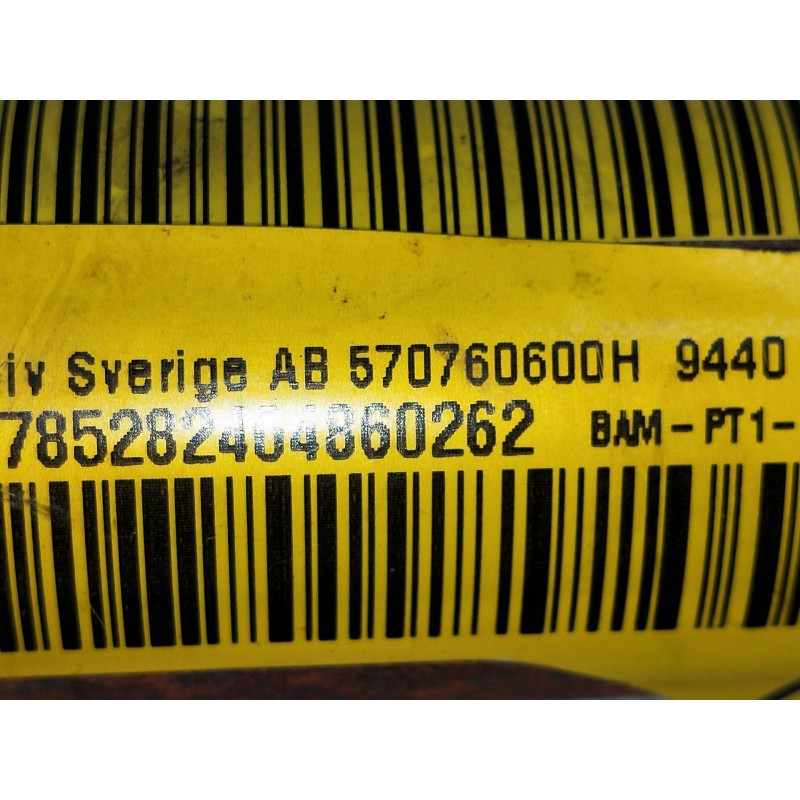 iv Sverige AB 570760600H 9440
785282404860262 BAM-PT1-